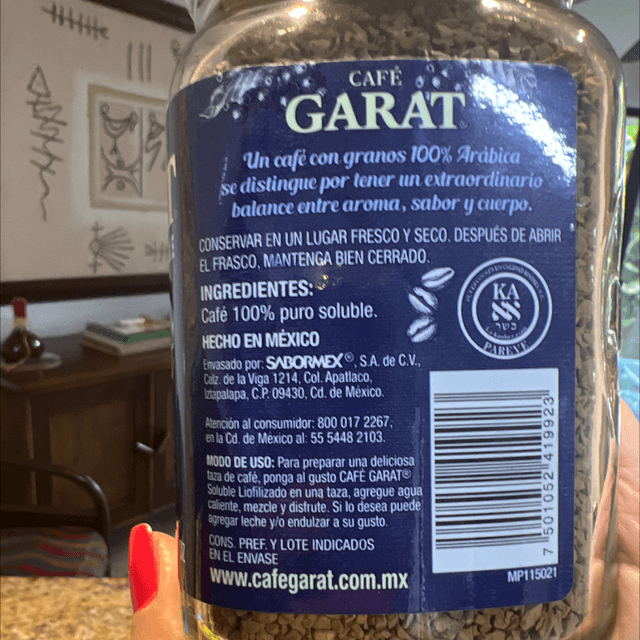 CAFÉ
GARAT
Un café con granos 100% Arábica
se distingue por tener un extraordinario
balance entre aroma, sabor y cuerpo.
CONSERVAR EN UN LUGAR FRESCO Y SECO. DESPUÉS DE ABRIR
EL FRASCO, MANTENGA BIEN CERRADO.
INGREDIENTES:
Café 100% puro soluble.
HECHO EN MÉXICO
Envasado por: SABORMEX®, S.A. de C.V.,
Calz. de la Viga 1214, Col. Apatlaco,
Iztapalapa, C.P. 09430, Cd. de México.
Atención al consumidor: 800 017 2267,
en la Cd. de México al: 55 5448 2103.
MODO DE USO: Para preparar una deliciosa
taza de café, ponga al gusto CAFÉ GARAT®
Soluble Liofilizado en una taza, agregue agua
caliente, mezcle y disfrute. Si lo desea puede
agregar leche y/o endulzar a su gusto.
CONS. PREF. Y LOTE INDICADOS
EN EL ENVASE
www.cafegarat.com.mx
KA
כשר
PAREVE
7 501052 419923
MP115021